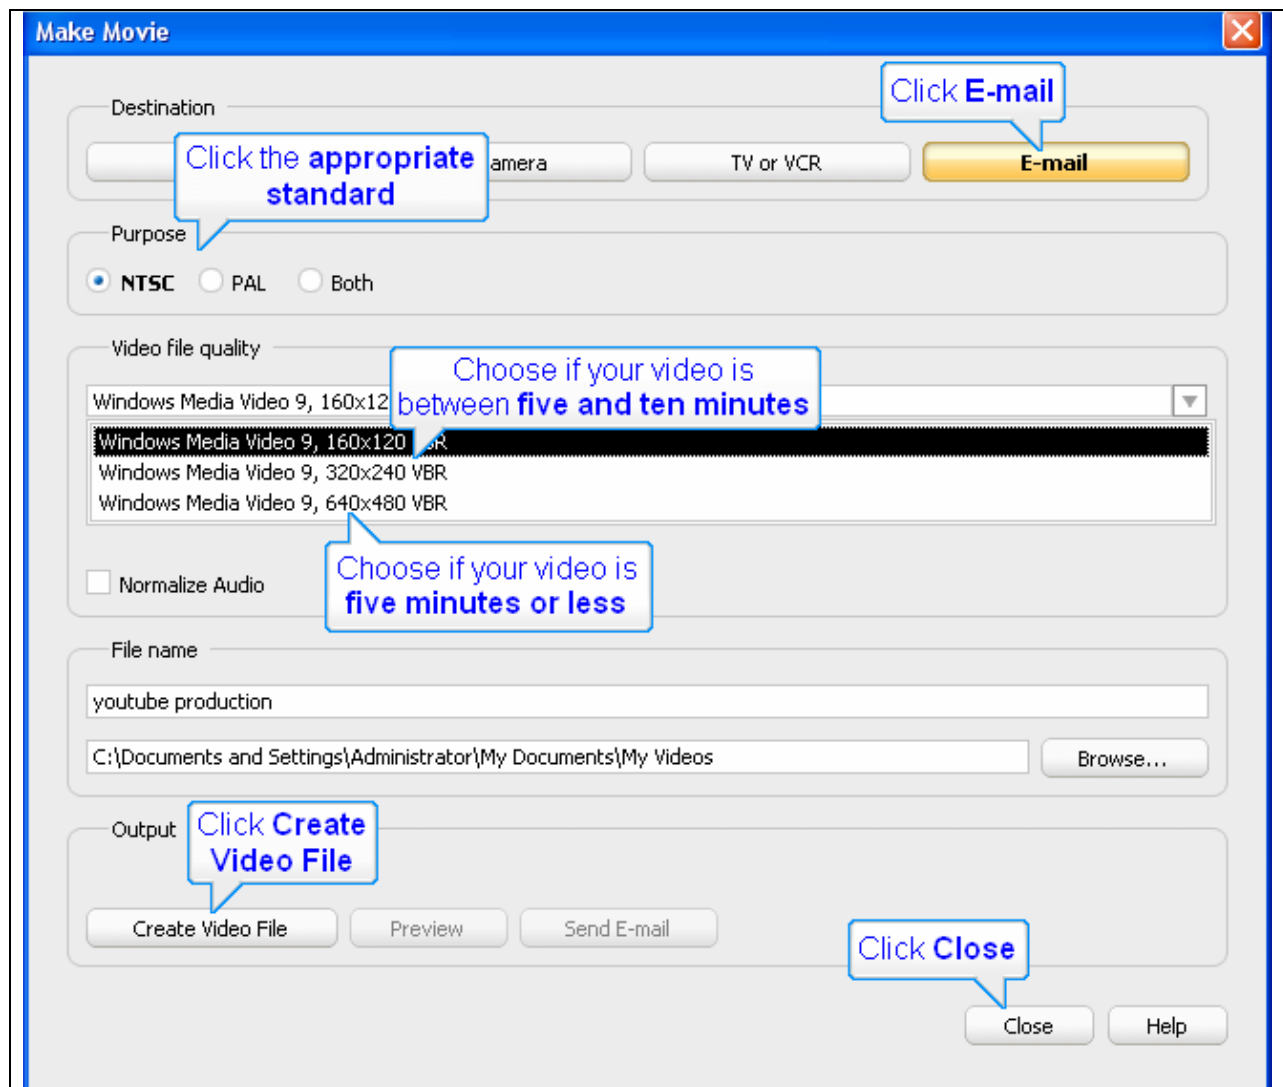 Make Movie
Click E-mail
Destination
Click the appropriate
standard
amera
TV or VCR
E-mail
Purpose
NTSC PAL Both
Video file quality
Choose if your video is
between five and ten minutes
Windows Media Video 9, 160x12
Windows Media Video 9, 160x120 VBR
Windows Media Video 9, 320x240 VBR
Windows Media Video 9, 640x480 VBR
Choose if your video is
five minutes or less
Normalize Audio
File name
youtube production
C:\Documents and Settings\Administrator\My Documents\My Videos
Browse...
Output
Click Create
Video File
Create Video File
Preview
Send E-mail
Click Close
Close
Help